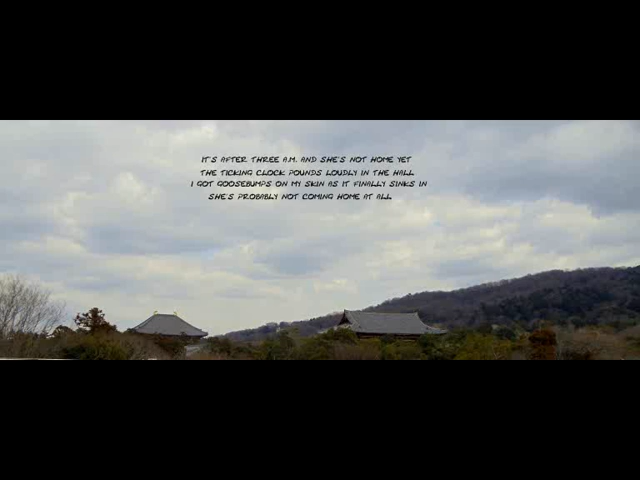 IT'S AFTER THREE A.M. AND SHE'S NOT HOME YET
THE TICKING CLOCK POUNDS LOUDLY IN THE HALL
I GOT GOOSEBUMPS ON MY SKIN AS IT FINALLY SINKS IN
SHE'S PROBABLY NOT COMING HOME AT ALL